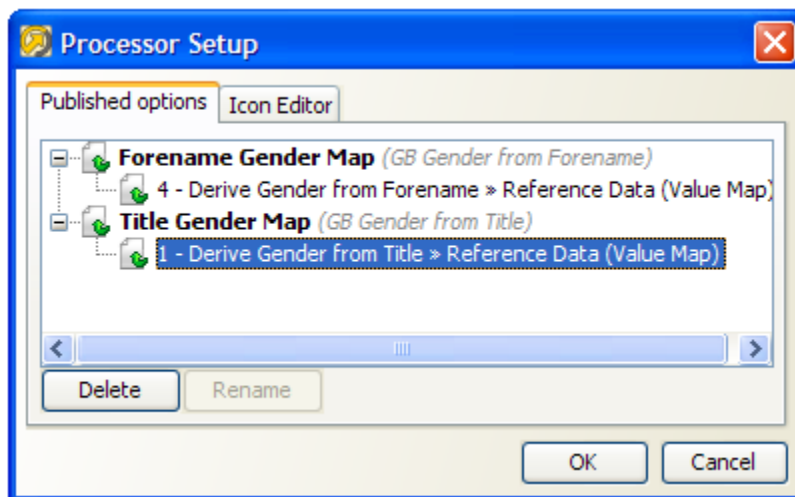 Processor Setup
Published options
Icon Editor
Forename Gender Map (GB Gender from Forename)
4 - Derive Gender from Forename » Reference Data (Value Map)
Title Gender Map (GB Gender from Title)
1 - Derive Gender from Title » Reference Data (Value Map)
Delete
Rename
OK
Cancel